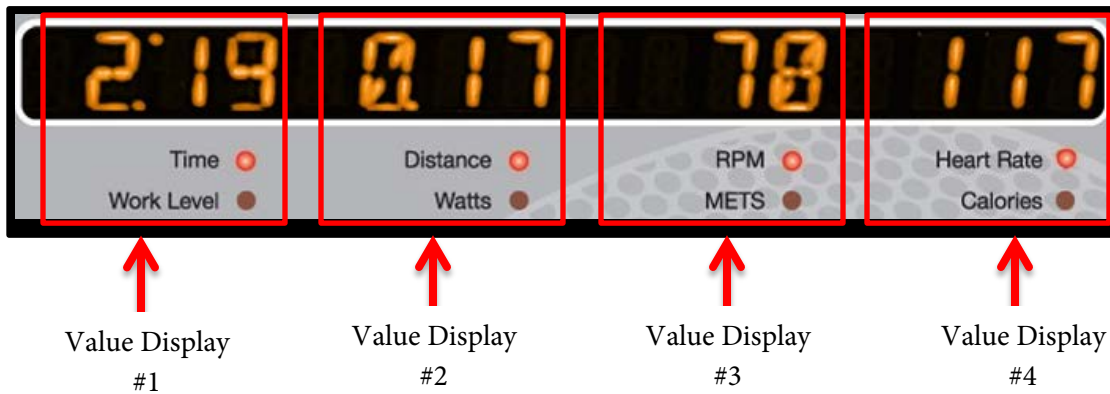 2:19 0.17 78 117
Time Distance RPM Heart Rate
Work Level Watts METS Calories
Value Display Value Display Value Display Value Display
#1 #2 #3 #4